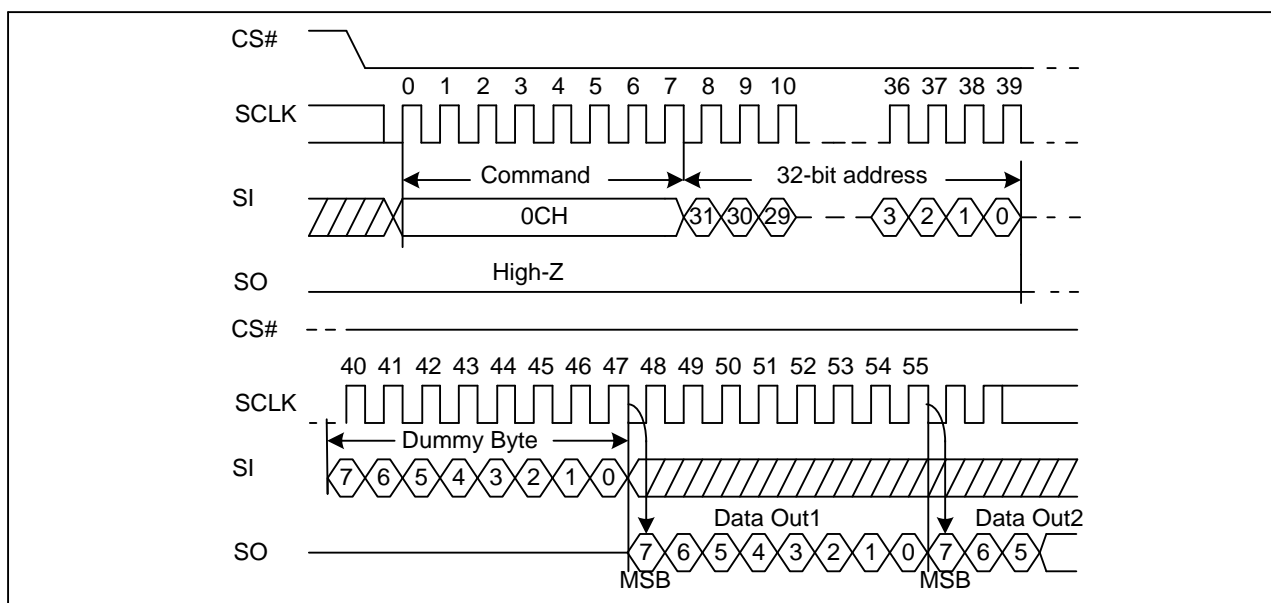 CS#
0 1 2 3 4 5 6 7 8 9 10 36 37 38 39
SCLK
Command 32-bit address
SI
0CH 31 30 29 3 2 1 0
High-Z
SO
CS#
40 41 42 43 44 45 46 47 48 49 50 51 52 53 54 55
SCLK
Dummy Byte
SI
7 6 5 4 3 2 1 0
Data Out1 Data Out2
SO
7 6 5 4 3 2 1 0 7 6 5
MSB MSB